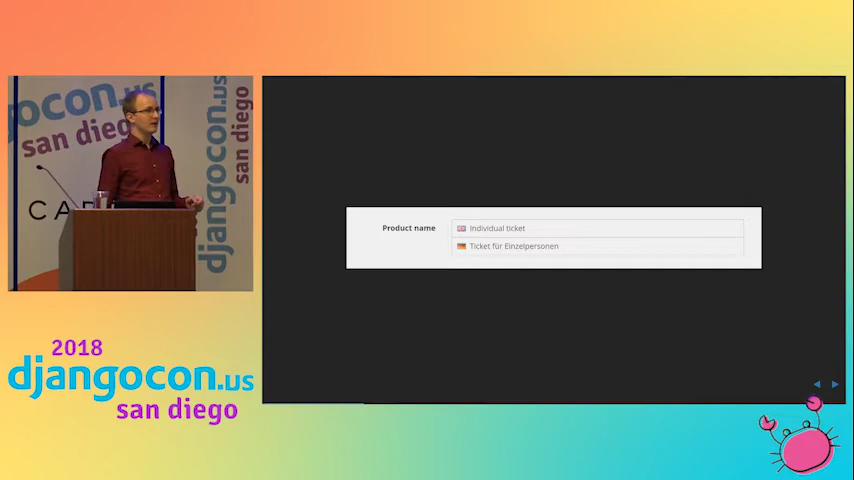 djangocon.us
san diego
djangocon.us
san diego
CA
Product name
Individual ticket
Ticket für Einzelpersonen
2018
djangocon.us
san diego